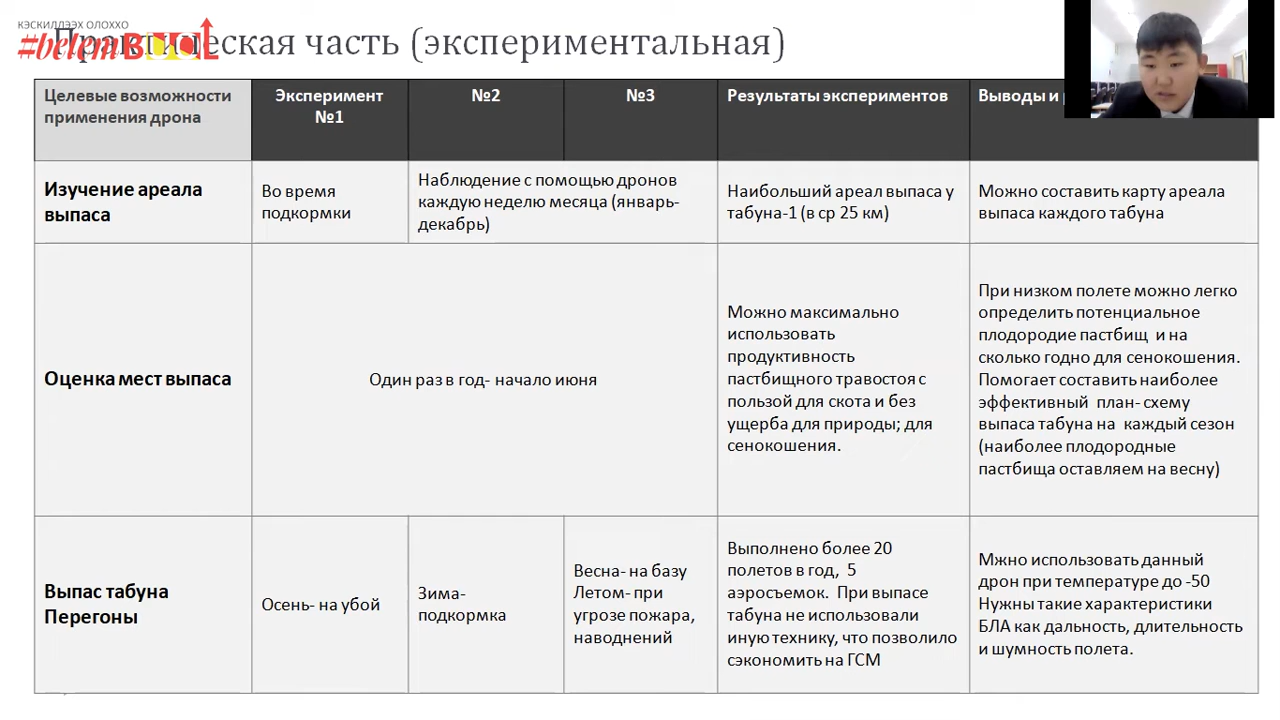 КЭСКИЛЛЭЭХ ОЛОХХО
#belemBOOL
Практическая часть (экспериментальная)
Целевые возможности
применения дрона
Эксперимент
№1
№2
№3
Результаты экспериментов
Выводы и
Изучение ареала
выпаса
Во время
подкормки
Наблюдение с помощью дронов
каждую неделю месяца (январь-
декабрь)
Наибольший ареал выпаса у
табуна-1 (в ср 25 км)
Можно составить карту ареала
выпаса каждого табуна
Оценка мест выпаса
Один раз в год- начало июня
Можно максимально
использовать
продуктивность
пастбищного травостоя с
пользой для скота и без
ущерба для природы; для
сенокошения.
При низком полете можно легко
определить потенциальное
плодородие пастбищ и на
сколько годно для сенокошения.
Помогает составить наиболее
эффективный план- схему
выпаса табуна на каждый сезон
(наиболее плодородные
пастбища оставляем на весну)
Выпас табуна
Перегоны
Осень- на убой
Зима-
подкормка
Весна- на базу
Летом- при
угрозе пожара,
наводнений
Выполнено более 20
полетов в год, 5
аэросъемок. При выпасе
табуна не использовали
иную технику, что позволило
сэкономить на ГСМ
Мжно использовать данный
дрон при температуре до -50
Нужны такие характеристики
БЛА как дальность, длительность
и шумность полета.